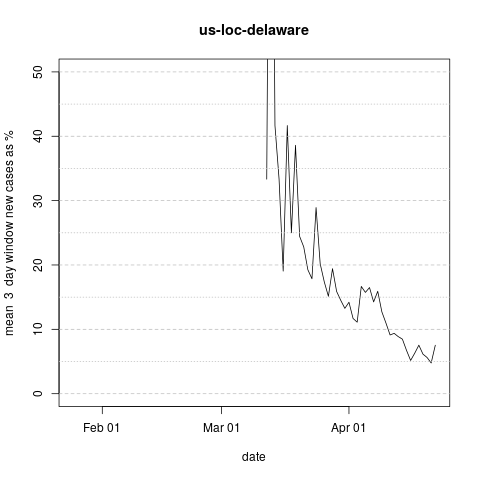 us-loc-delaware
mean  3  day window new cases as %
50
40
30
20
10
0
Feb 01
Mar 01
Apr 01
date